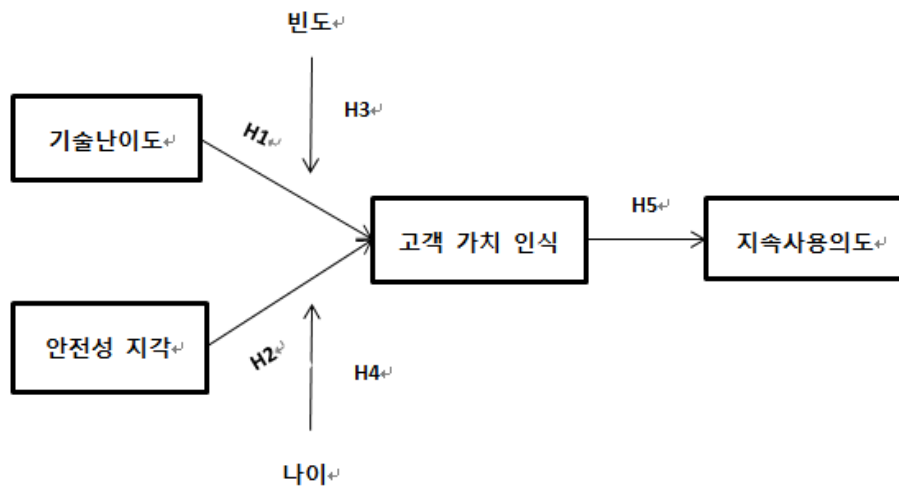 빈도
H3
기술난이도
H1
고객 가치 인식
H5
지속사용의도
안전성 지각
H2
H4
나이